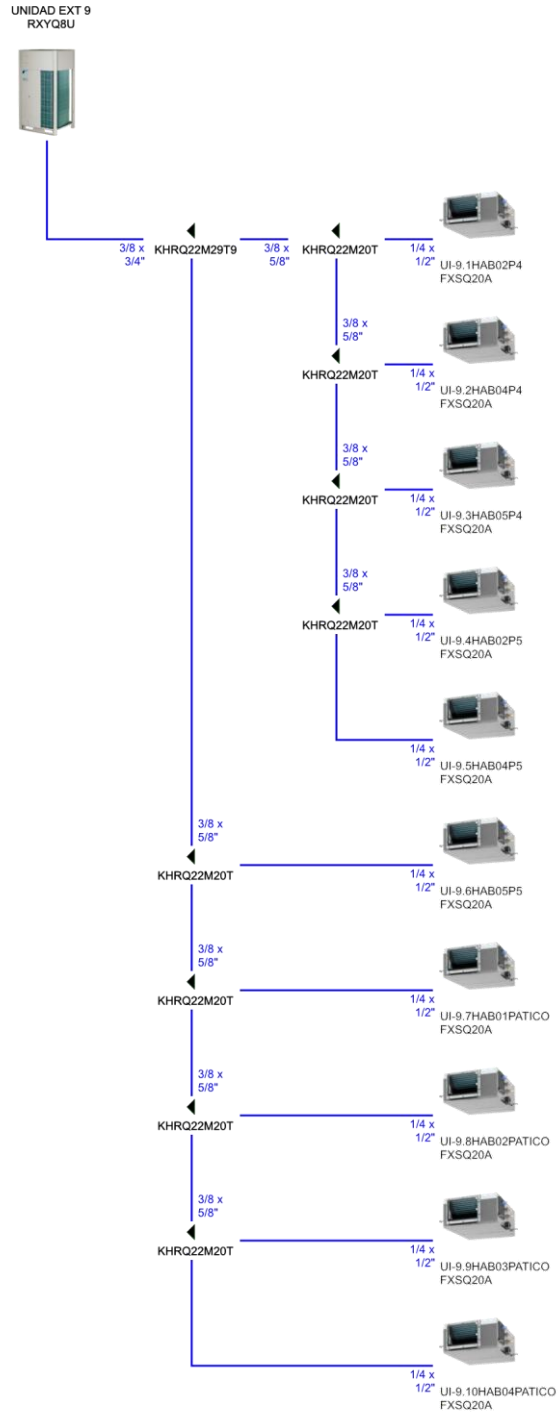 UNIDAD EXT 9
RXYQ8U
3/8 x
3/4"
KHRQ22M29T9
3/8 x
5/8"
KHRQ22M20T
1/4 x
1/2"
UI-9.1HAB02P4
FXSQ20A
3/8 x
5/8"
KHRQ22M20T
1/4 x
1/2"
UI-9.2HAB04P4
FXSQ20A
3/8 x
5/8"
KHRQ22M20T
1/4 x
1/2"
UI-9.3HAB05P4
FXSQ20A
3/8 x
5/8"
KHRQ22M20T
1/4 x
1/2"
UI-9.4HAB02P5
FXSQ20A
1/4 x
1/2"
UI-9.5HAB04P5
FXSQ20A
3/8 x
5/8"
KHRQ22M20T
1/4 x
1/2"
UI-9.6HAB05P5
FXSQ20A
3/8 x
5/8"
KHRQ22M20T
1/4 x
1/2"
UI-9.7HAB01PATICO
FXSQ20A
3/8 x
5/8"
KHRQ22M20T
1/4 x
1/2"
UI-9.8HAB02PATICO
FXSQ20A
3/8 x
5/8"
KHRQ22M20T
1/4 x
1/2"
UI-9.9HAB03PATICO
FXSQ20A
1/4 x
1/2"
UI-9.10HAB04PATICO
FXSQ20A